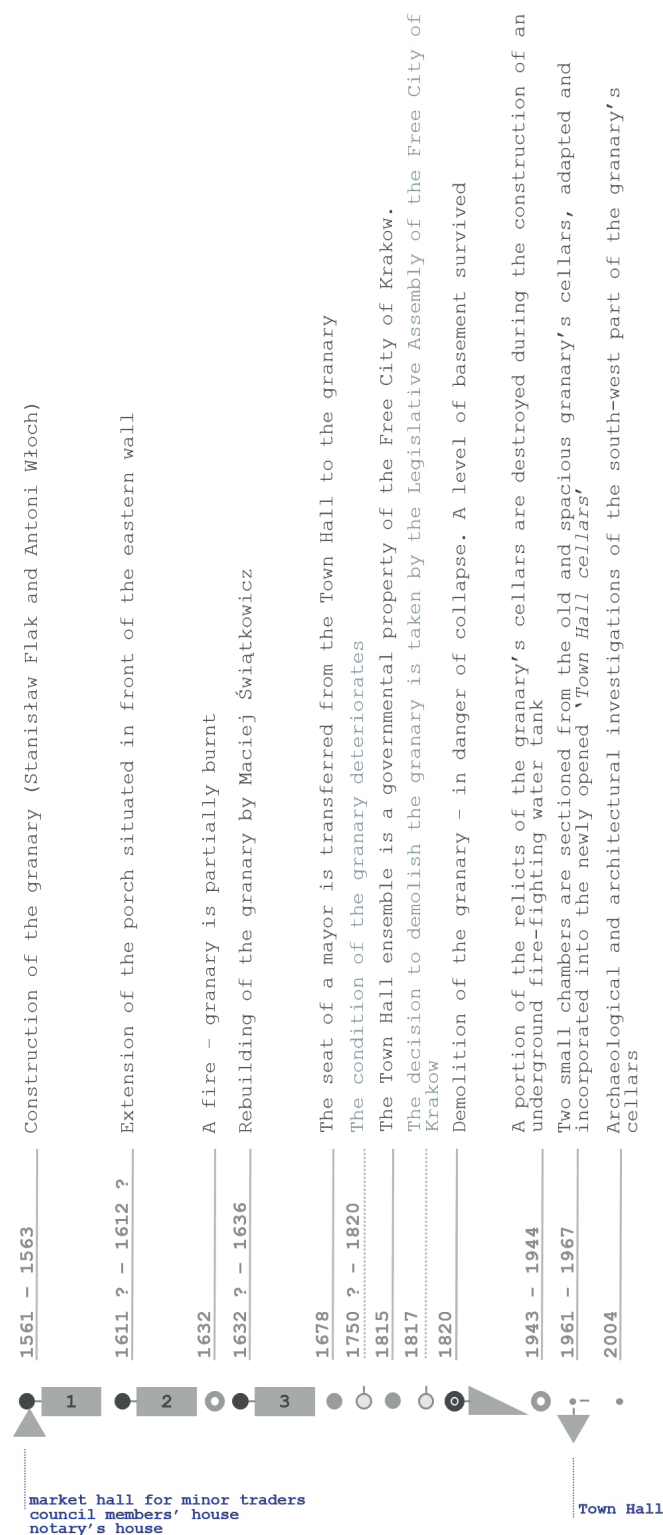 1561 – 1563
Construction of the granary (Stanisław Flak and Antoni Włoch)
1611 ? – 1612 ?
Extension of the porch situated in front of the eastern wall
1632
A fire – granary is partially burnt
1632 ? – 1636
Rebuilding of the granary by Maciej Świątkowicz
1678
The seat of a mayor is transferred from the Town Hall to the granary
1750 ? – 1820
The condition of the granary deteriorates
1815
The Town Hall ensemble is a governmental property of the Free City of Krakow.
1817
The decision to demolish the granary is taken by the Legislative Assembly of the Free City of
Krakow
1820
Demolition of the granary – in danger of collapse. A level of basement survived
1943 – 1944
A portion of the relicts of the granary’s cellars are destroyed during the construction of an
underground fire-fighting water tank
1961 – 1967
Two small chambers are sectioned from the old and spacious granary’s cellars, adapted and
incorporated into the newly opened ‘Town Hall cellars’
2004
Archaeological and architectural investigations of the south-west part of the granary’s
cellars
1
2
3
market hall for minor traders
council members’ house
notary’s house
Town Hall